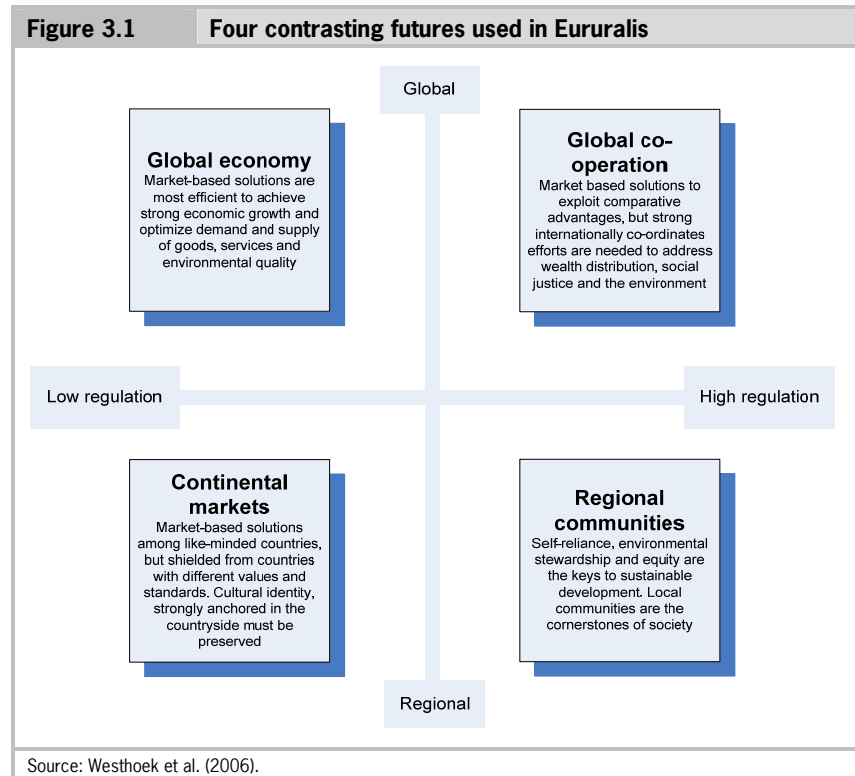 Figure 3.1 Four contrasting futures used in Eururalis
Global
Global economy
Market-based solutions are
most efficient to achieve
strong economic growth and
optimize demand and supply
of goods, services and
environmental quality
Global co-
operation
Market based solutions to
exploit comparative
advantages, but strong
internationally co-ordinates
efforts are needed to address
wealth distribution, social
justice and the environment
Low regulation
High regulation
Continental
markets
Market-based solutions
among like-minded countries,
but shielded from countries
with different values and
standards. Cultural identity,
strongly anchored in the
countryside must be
preserved
Regional
communities
Self-reliance, environmental
stewardship and equity are
the keys to sustainable
development. Local
communities are the
cornerstones of society
Regional
Source: Westhoek et al. (2006).